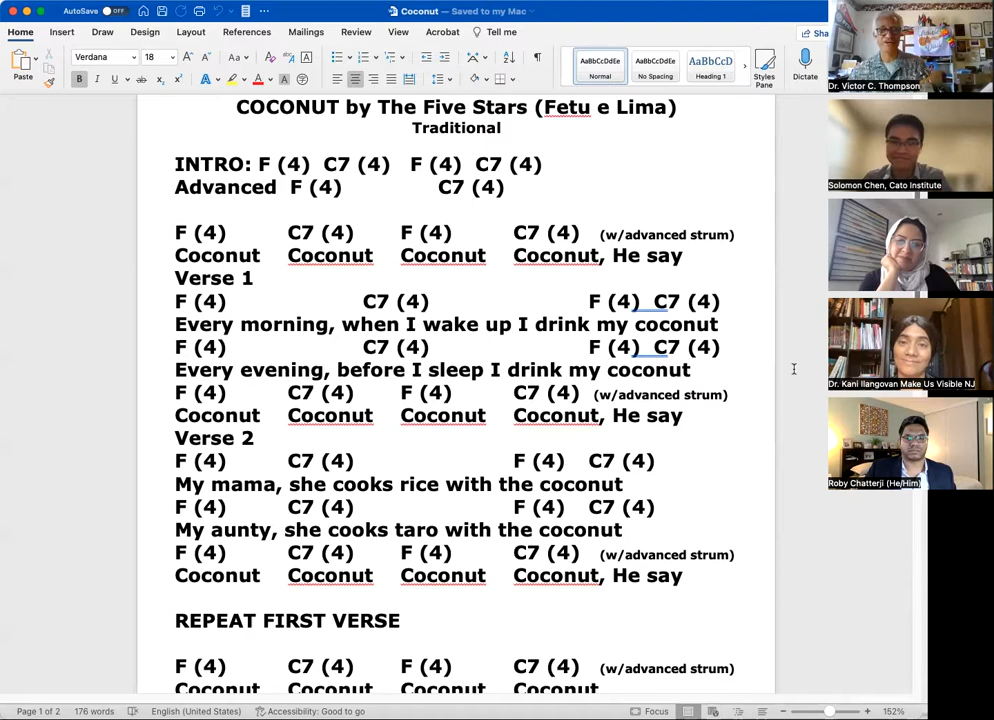 AutoSave OFF
Coconut — Saved to my Mac
Home Insert Draw Design Layout References Mailings Review View Acrobat Tell me
Sha
Paste
Verdana 18
AaBbCcDdEe AaBbCcDdEe AaBbCcDd
Normal No Spacing Heading 1
Styles Pane
Dictate
COCONUT by The Five Stars (Fetu e Lima)
Traditional
INTRO: F (4) C7 (4) F (4) C7 (4)
Advanced F (4) C7 (4)
F (4) C7 (4) F (4) C7 (4) (w/advanced strum)
Coconut Coconut Coconut Coconut, He say
Verse 1
F (4) C7 (4) F (4) C7 (4)
Every morning, when I wake up I drink my coconut
F (4) C7 (4) F (4) C7 (4)
Every evening, before I sleep I drink my coconut
F (4) C7 (4) F (4) C7 (4) (w/advanced strum)
Coconut Coconut Coconut Coconut, He say
Verse 2
F (4) C7 (4) F (4) C7 (4)
My mama, she cooks rice with the coconut
F (4) C7 (4) F (4) C7 (4)
My aunty, she cooks taro with the coconut
F (4) C7 (4) F (4) C7 (4) (w/advanced strum)
Coconut Coconut Coconut Coconut, He say
REPEAT FIRST VERSE
F (4) C7 (4) F (4) C7 (4) (w/advanced strum)
Coconut Coconut Coconut Coconut
Page 1 of 2 176 words English (United States) Accessibility: Good to go Focus 152%
Dr. Victor C. Thompson
Solomon Chen, Cato Institute
Dr. Kani Ilangovan Make Us Visible NJ
Roby Chatterji (He/Him)